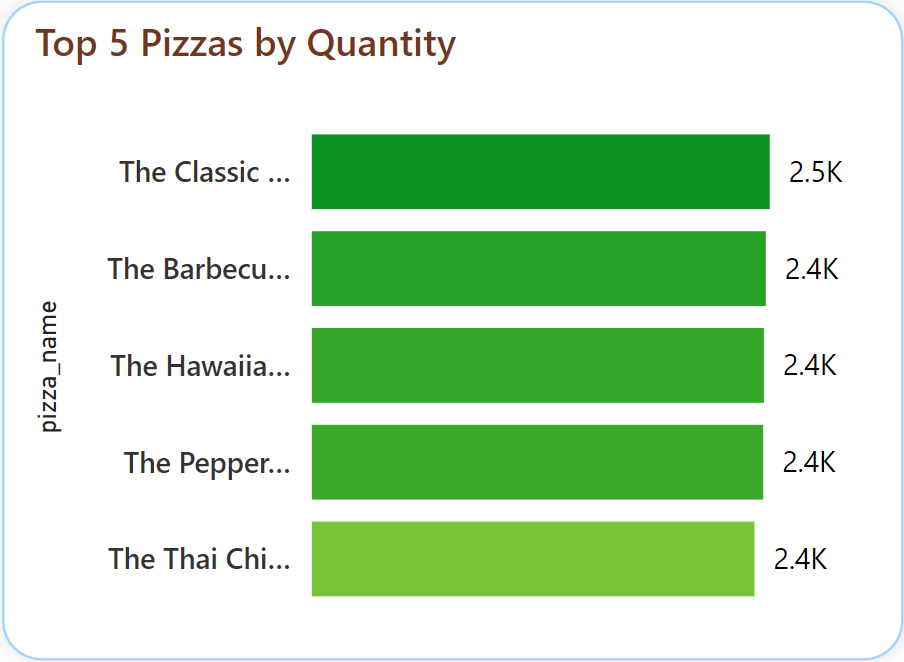 Top 5 Pizzas by Quantity
pizza_name
The Classic ... 2.5K
The Barbecu... 2.4K
The Hawaiia... 2.4K
The Pepper... 2.4K
The Thai Chi... 2.4K